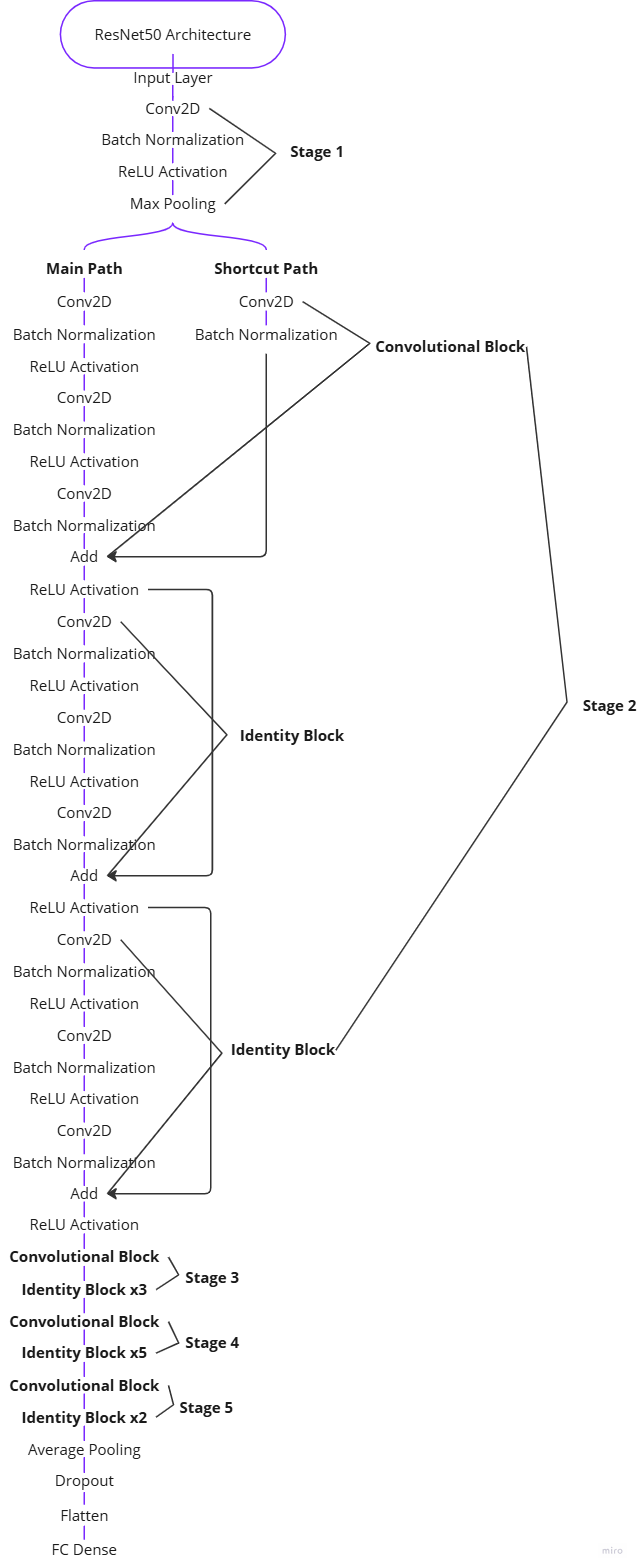 ResNet50 Architecture
Input Layer
Conv2D
Batch Normalization
Stage 1
ReLU Activation
Max Pooling
Main Path
Shortcut Path
Conv2D
Conv2D
Batch Normalization
Batch Normalization
Convolutional Block
ReLU Activation
Conv2D
Batch Normalization
ReLU Activation
Conv2D
Batch Normalization
Add
ReLU Activation
Conv2D
Batch Normalization
ReLU Activation
Stage 2
Conv2D
Identity Block
Batch Normalization
ReLU Activation
Conv2D
Batch Normalization
Add
ReLU Activation
Conv2D
Batch Normalization
ReLU Activation
Conv2D
Identity Block
Batch Normalization
ReLU Activation
Conv2D
Batch Normalization
Add
ReLU Activation
Convolutional Block
Stage 3
Identity Block x3
Convolutional Block
Stage 4
Identity Block x5
Convolutional Block
Stage 5
Identity Block x2
Average Pooling
Dropout
Flatten
FC Dense
miro